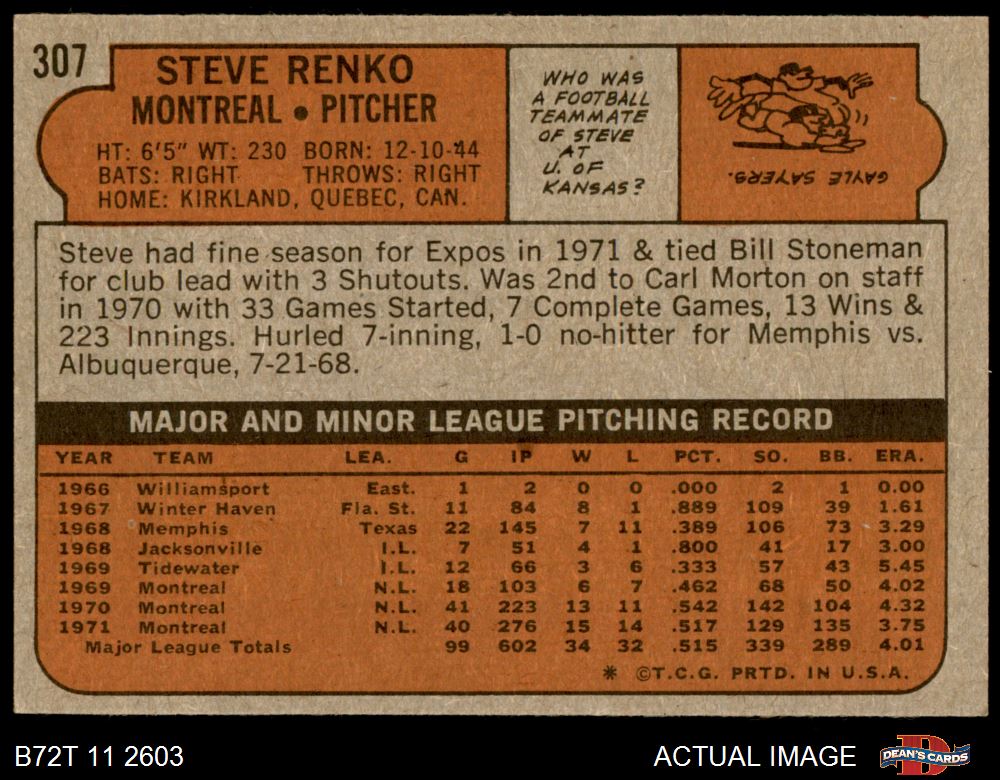 307
STEVE RENKO
MONTREAL • PITCHER
HT: 6'5" WT: 230 BORN: 12-10-44
BATS: RIGHT THROWS: RIGHT
HOME: KIRKLAND, QUEBEC, CAN.
WHO WAS
A FOOTBALL
TEAMMATE
OF STEVE
AT
U. OF
KANSAS?
GAYLE SAYERS.
Steve had fine season for Expos in 1971 & tied Bill Stoneman
for club lead with 3 Shutouts. Was 2nd to Carl Morton on staff
in 1970 with 33 Games Started, 7 Complete Games, 13 Wins &
223 Innings. Hurled 7-inning, 1-0 no-hitter for Memphis vs.
Albuquerque, 7-21-68.
MAJOR AND MINOR LEAGUE PITCHING RECORD
YEAR TEAM LEA. G IP W L PCT. SO. BB. ERA.
1966 Williamsport East. 1 2 0 0 .000 2 1 0.00
1967 Winter Haven Fla. St. 11 84 8 1 .889 109 39 1.61
1968 Memphis Texas 22 145 7 11 .389 106 73 3.29
1968 Jacksonville I.L. 7 51 4 1 .800 41 17 3.00
1969 Tidewater I.L. 12 66 3 6 .333 57 43 5.45
1969 Montreal N.L. 18 103 6 7 .462 68 50 4.02
1970 Montreal N.L. 41 223 13 11 .542 142 104 4.32
1971 Montreal N.L. 40 276 15 14 .517 129 135 3.75
Major League Totals 99 602 34 32 .515 339 289 4.01
* ©T.C.G. PRTD. IN U.S.A.
B72T 11 2603
ACTUAL IMAGE
DEAN'S CARDS